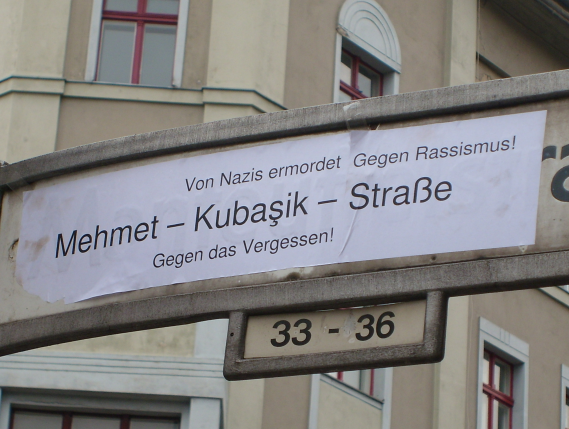 Von Nazis ermordet Gegen Rassismus!
Mehmet – Kubaşik – Straße
Gegen das Vergessen!
33 - 36